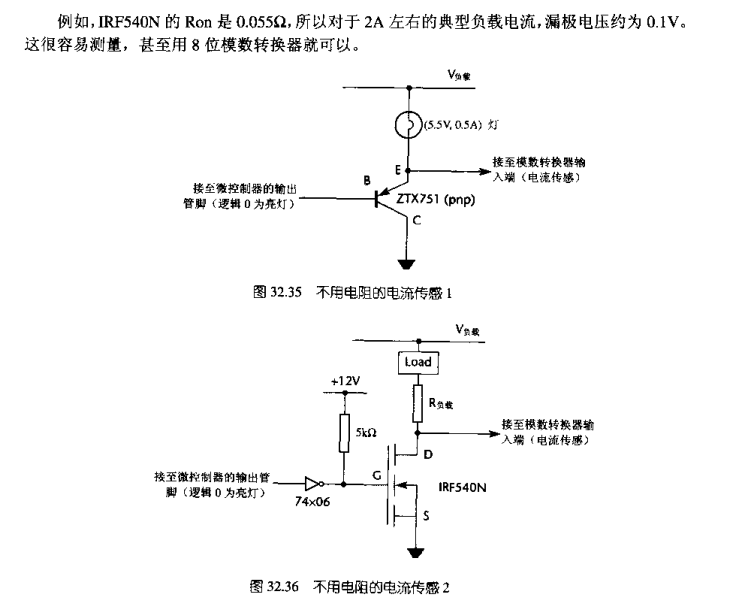 例如，IRF540N 的 Ron 是 0.055Ω，所以对于 2A 左右的典型负载电流，漏极电压约为 0.1V。
这很容易测量，甚至用 8 位模数转换器就可以。
V负载
(5.5V, 0.5A) 灯
E
接至模数转换器输
入端（电流传感）
B
接至微控制器的输出
管脚（逻辑 0 为亮灯）
ZTX751 (pnp)
C
图 32.35 不用电阻的电流传感 1
V负载
Load
+12V
R负载
5kΩ
接至模数转换器输
入端（电流传感）
D
G
接至微控制器的输出管
脚（逻辑 0 为亮灯）
74×06
IRF540N
S
图 32.36 不用电阻的电流传感 2